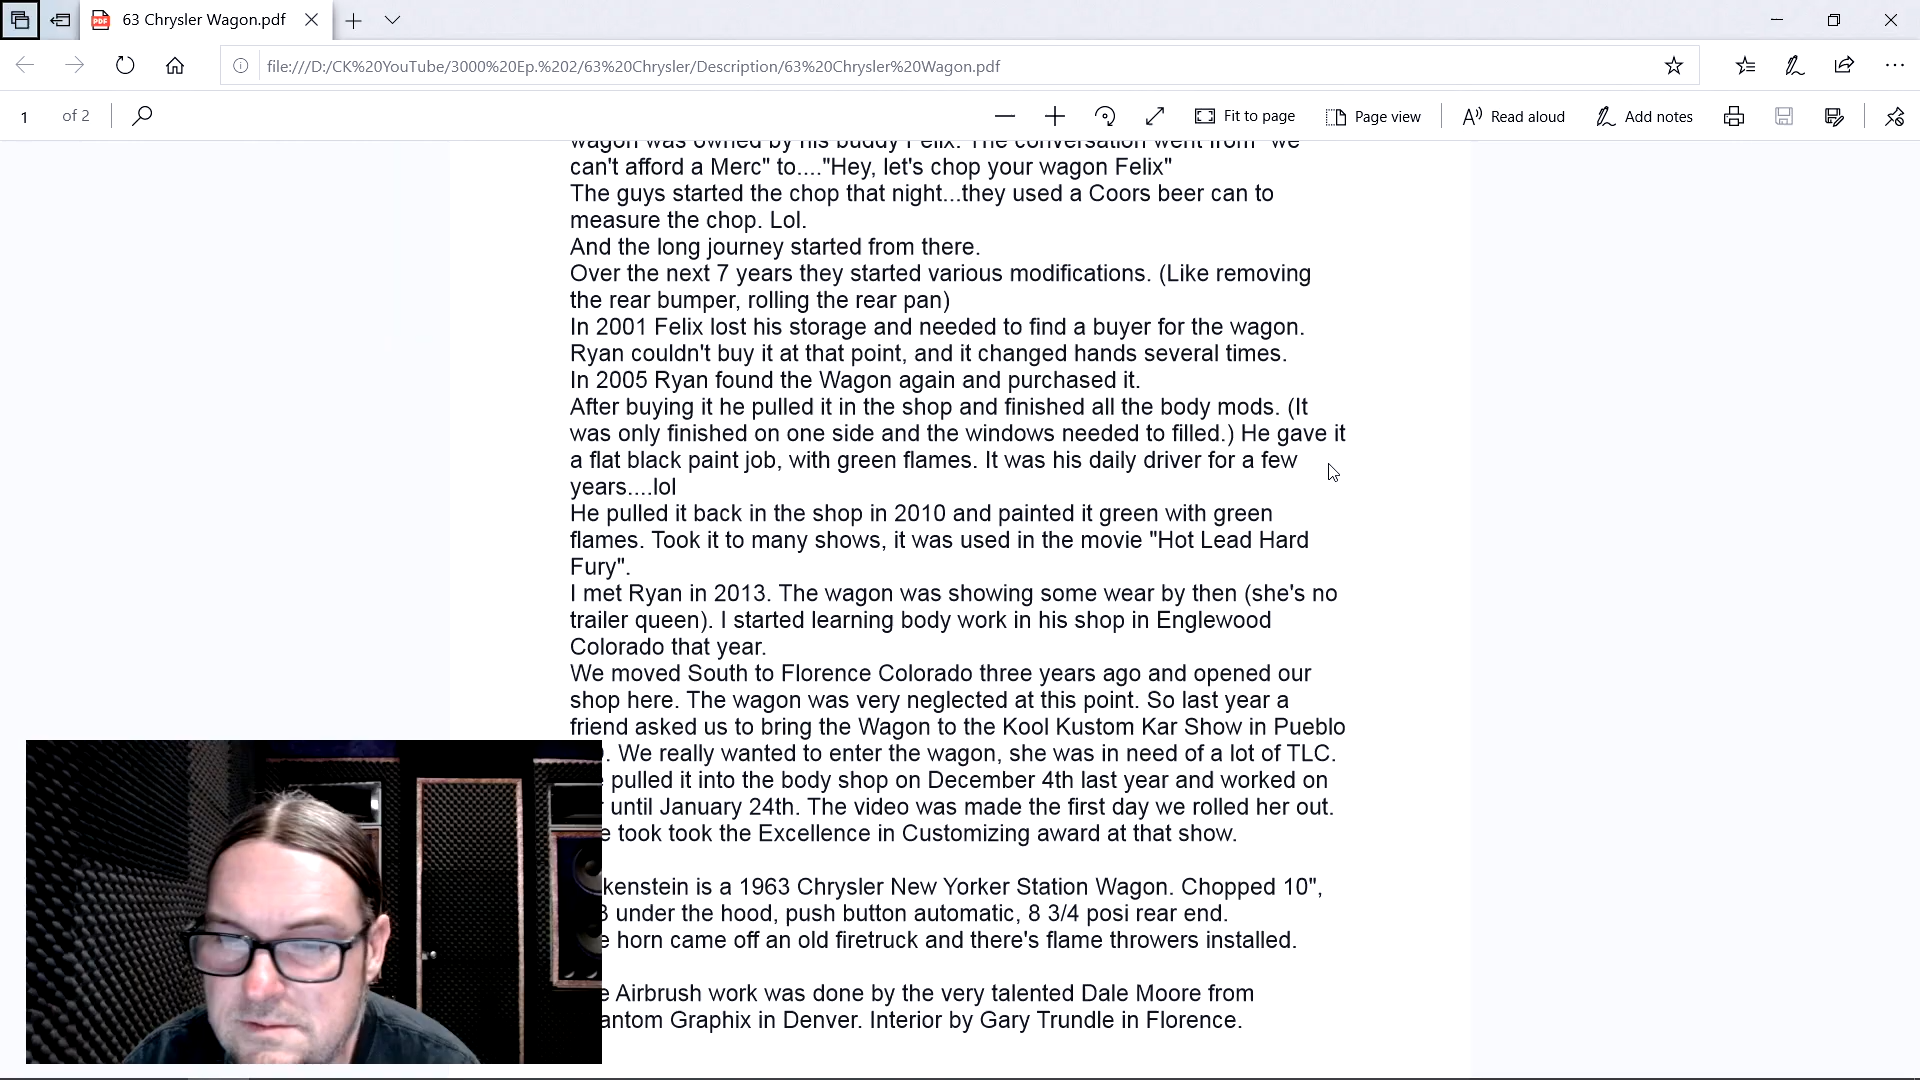 63 Chrysler Wagon.pdf
file:///D:/CK%20YouTube/3000%20Ep.%202/63%20Chrysler/Description/63%20Chrysler%20Wagon.pdf
1 of 2
Fit to page
Page view
Read aloud
Add notes
wagon was owned by his buddy Felix. The conversation went from "we
can't afford a Merc" to...."Hey, let's chop your wagon Felix"
The guys started the chop that night...they used a Coors beer can to
measure the chop. Lol.
And the long journey started from there.
Over the next 7 years they started various modifications. (Like removing
the rear bumper, rolling the rear pan)
In 2001 Felix lost his storage and needed to find a buyer for the wagon.
Ryan couldn't buy it at that point, and it changed hands several times.
In 2005 Ryan found the Wagon again and purchased it.
After buying it he pulled it in the shop and finished all the body mods. (It
was only finished on one side and the windows needed to filled.) He gave it
a flat black paint job, with green flames. It was his daily driver for a few
years....lol
He pulled it back in the shop in 2010 and painted it green with green
flames. Took it to many shows, it was used in the movie "Hot Lead Hard
Fury".
I met Ryan in 2013. The wagon was showing some wear by then (she's no
trailer queen). I started learning body work in his shop in Englewood
Colorado that year.
We moved South to Florence Colorado three years ago and opened our
shop here. The wagon was very neglected at this point. So last year a
friend asked us to bring the Wagon to the Kool Kustom Kar Show in Pueblo
. We really wanted to enter the wagon, she was in need of a lot of TLC.
pulled it into the body shop on December 4th last year and worked on
until January 24th. The video was made the first day we rolled her out.
took took the Excellence in Customizing award at that show.
kenstein is a 1963 Chrysler New Yorker Station Wagon. Chopped 10",
under the hood, push button automatic, 8 3/4 posi rear end.
horn came off an old firetruck and there's flame throwers installed.
Airbrush work was done by the very talented Dale Moore from
antom Graphix in Denver. Interior by Gary Trundle in Florence.